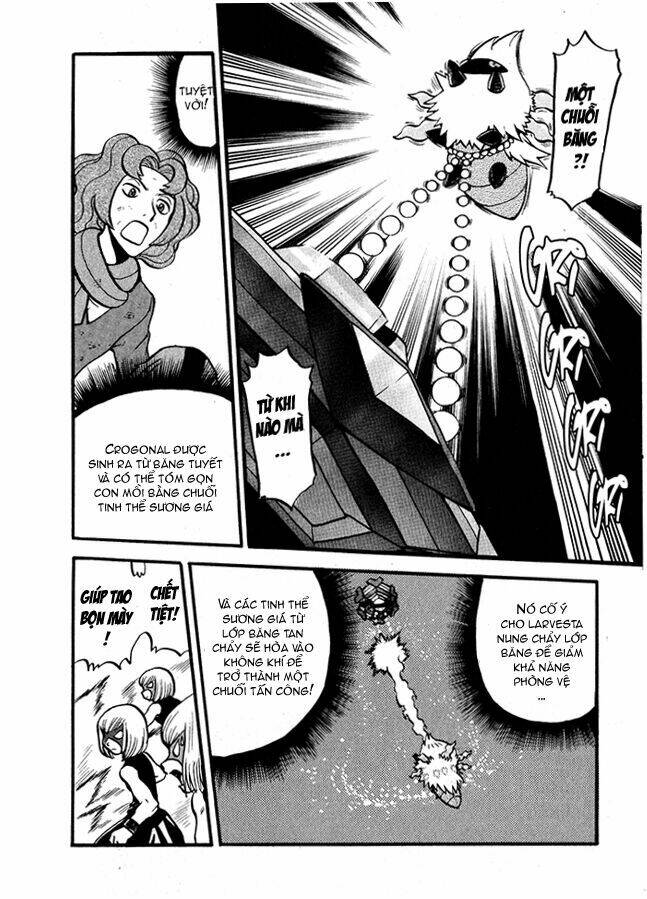 MỘT
CHUỖI
BĂNG
?!
GRI
GRI
GRI
GRI
TỪ KHI
NÀO MÀ
...
TUYỆT
VỜI!
CROGONAL ĐƯỢC
SINH RA TỪ BĂNG TUYẾT
VÀ CÓ THỂ TÓM GỌN
CON MỒI BẰNG CHUỖI
TINH THỂ SƯƠNG GIÁ
NÓ CỐ Ý
CHO LARVESTA
NUNG CHẢY LỚP
BĂNG ĐỂ GIẢM
KHẢ NĂNG
PHÒNG VỆ
...
VÀ CÁC TINH THỂ
SƯƠNG GIÁ TỪ
LỚP BĂNG TAN
CHẢY SẼ HÒA VÀO
KHÔNG KHÍ ĐỂ
TRỞ THÀNH MỘT
CHUỖI TẤN CÔNG!
CHẾT
TIỆT!
GIÚP TAO
BỌN MÀY
!